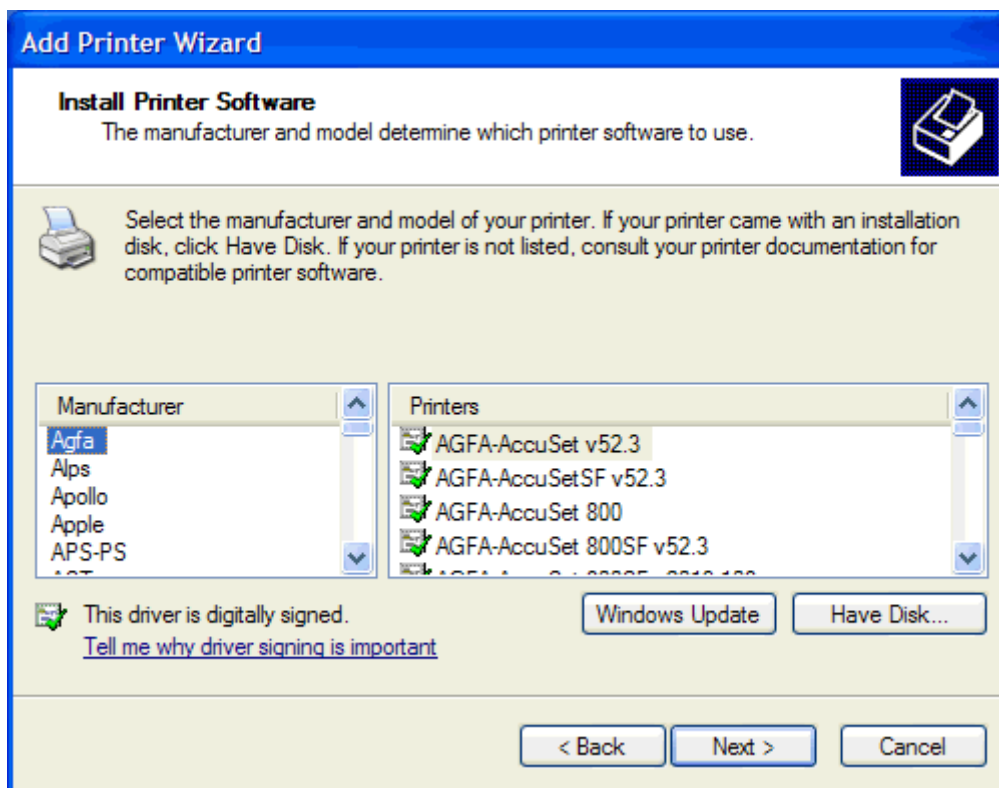 Add Printer Wizard
Install Printer Software
The manufacturer and model determine which printer software to use.
Select the manufacturer and model of your printer. If your printer came with an installation
disk, click Have Disk. If your printer is not listed, consult your printer documentation for
compatible printer software.
Manufacturer
Agfa
Alps
Apollo
Apple
APS-PS
Printers
AGFA-AccuSet v52.3
AGFA-AccuSetSF v52.3
AGFA-AccuSet 800
AGFA-AccuSet 800SF v52.3
This driver is digitally signed.
Tell me why driver signing is important
Windows Update
Have Disk...
< Back
Next >
Cancel